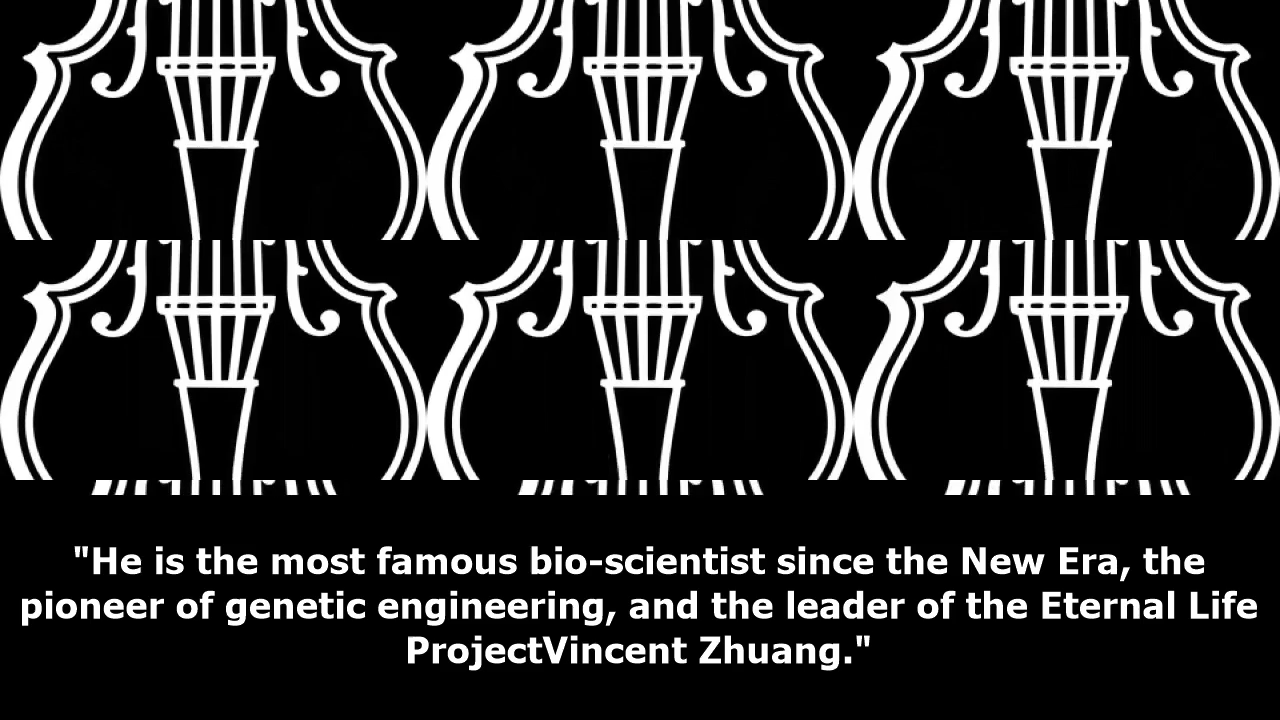 "He is the most famous bio-scientist since the New Era, the
pioneer of genetic engineering, and the leader of the Eternal Life
ProjectVincent Zhuang."